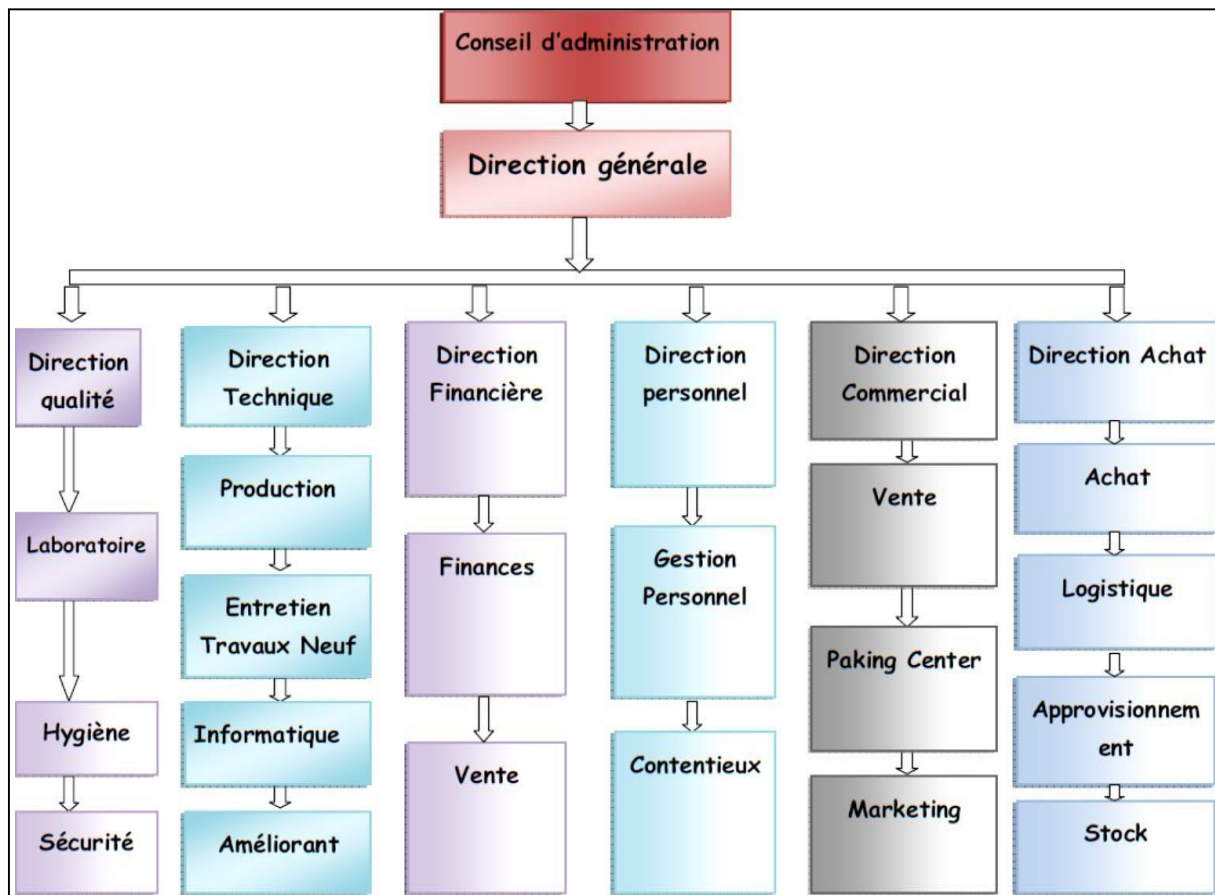 Conseil d'administration
Direction générale
Direction
qualité
Laboratoire
Hygiène
Sécurité
Direction
Technique
Production
Entretien
Travaux Neuf
Informatique
Améliorant
Direction
Financière
Finances
Vente
Direction
personnel
Gestion
Personnel
Contentieux
Direction
Commercial
Vente
Paking Center
Marketing
Direction Achat
Achat
Logistique
Approvisionnem
ent
Stock